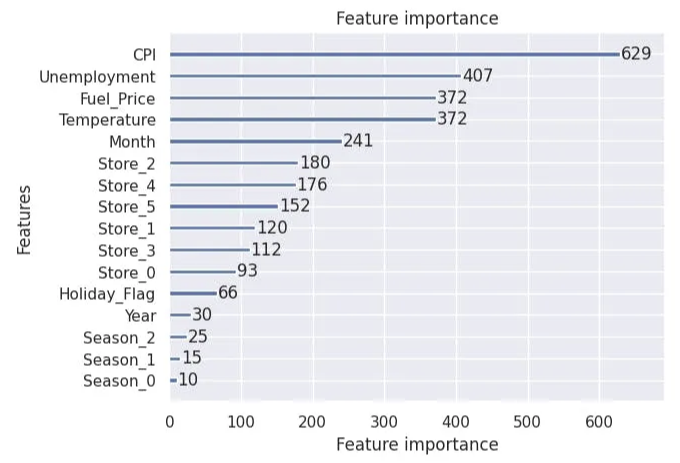 Feature importance
CPI 629
Unemployment 407
Fuel_Price 372
Temperature 372
Month 241
Store_2 180
Store_4 176
Store_5 152
Store_1 120
Store_3 112
Store_0 93
Holiday_Flag 66
Year 30
Season_2 25
Season_1 15
Season_0 10
Features
0 100 200 300 400 500 600
Feature importance